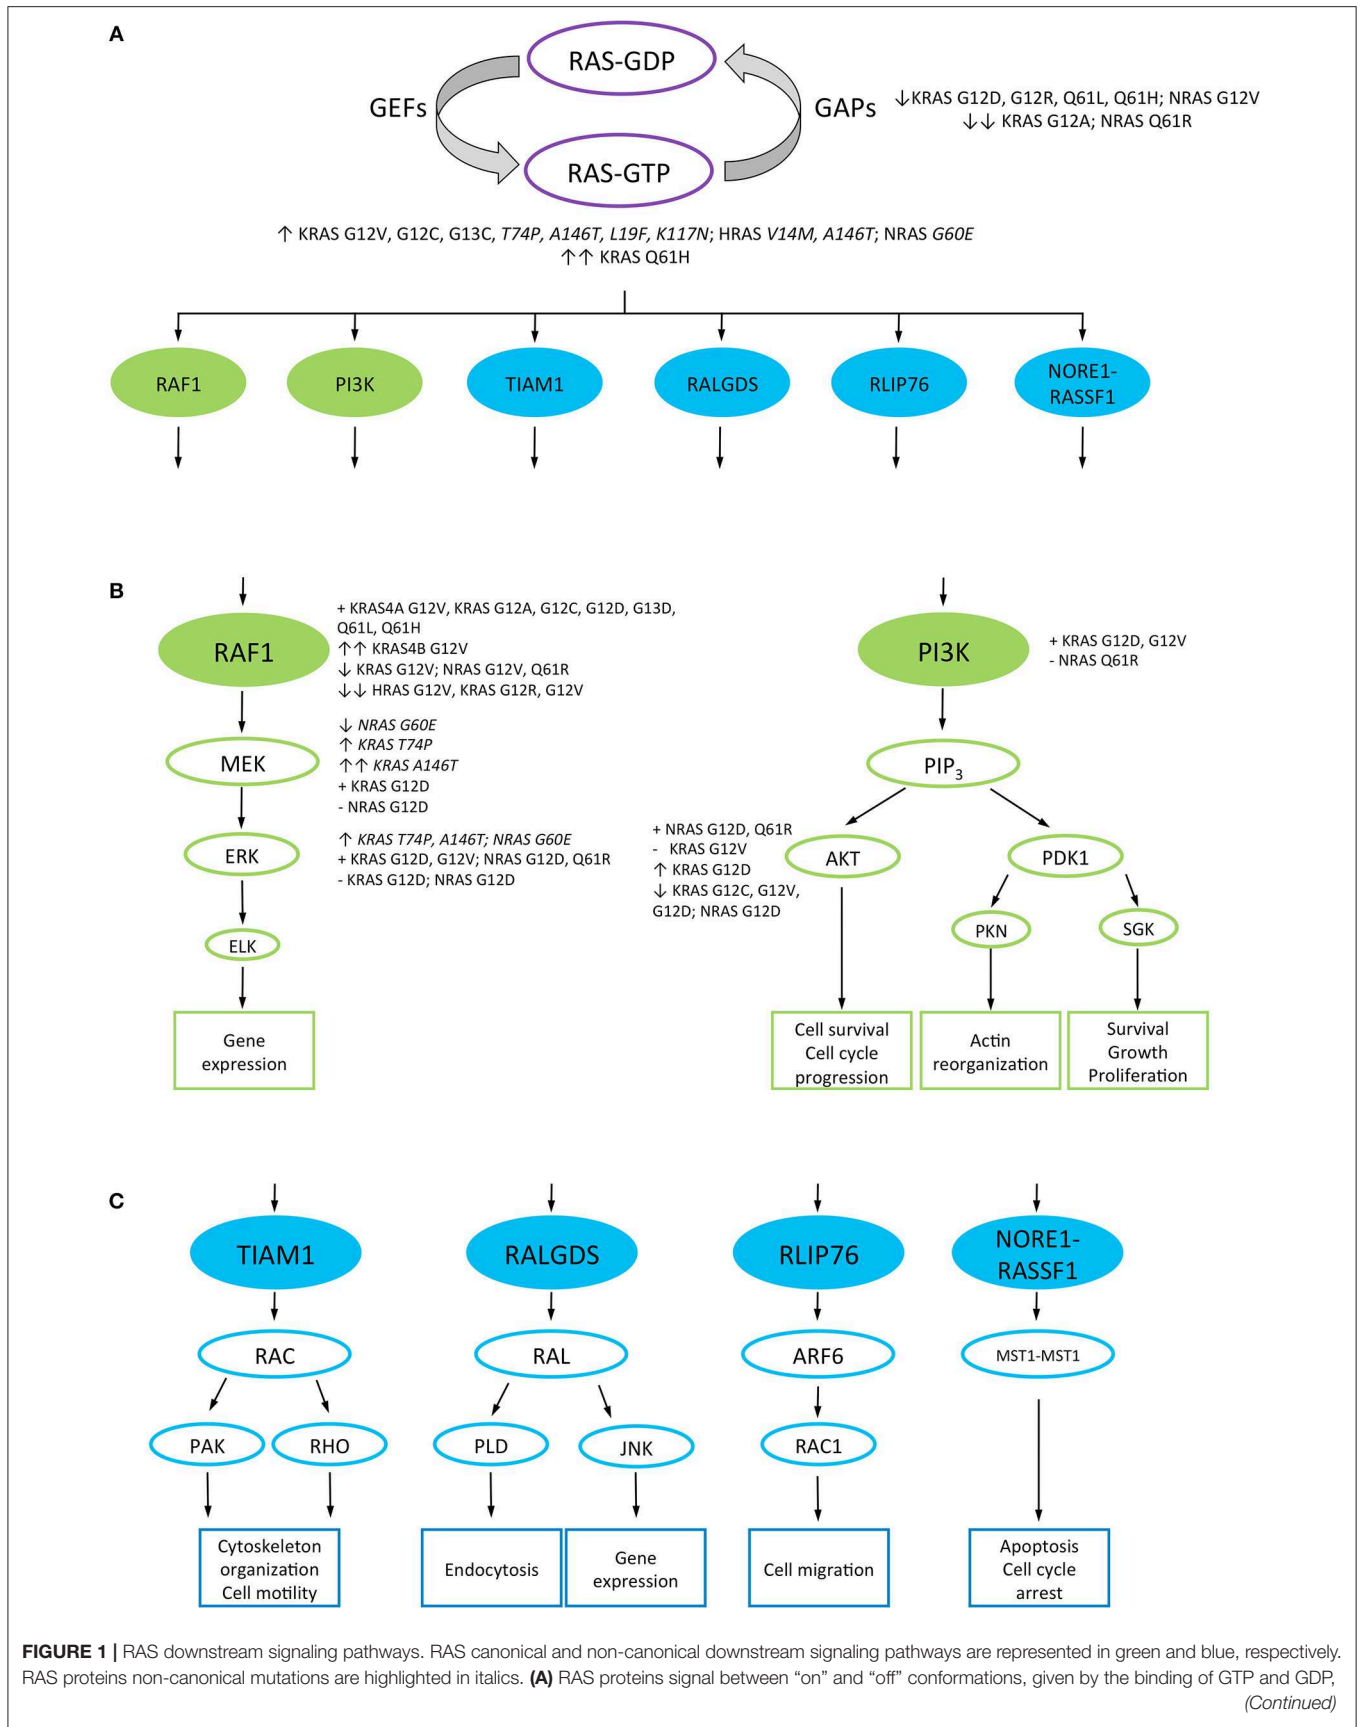 A
RAS-GDP
GEFs
GAPs
↓KRAS G12D, G12R, Q61L, Q61H; NRAS G12V
↓↓ KRAS G12A; NRAS Q61R
RAS-GTP
↑ KRAS G12V, G12C, G13C, T74P, A146T, L19F, K117N; HRAS V14M, A146T; NRAS G60E
↑↑ KRAS Q61H
RAF1
PI3K
TIAM1
RALGDS
RLIP76
NORE1-
RASSF1
B
RAF1
+ KRAS4A G12V, KRAS G12A, G12C, G12D, G13D,
Q61L, Q61H
↑↑ KRAS4B G12V
↓ KRAS G12V; NRAS G12V, Q61R
↓↓ HRAS G12V, KRAS G12R, G12V
MEK
↓ NRAS G60E
↑ KRAS T74P
↑↑ KRAS A146T
+ KRAS G12D
- NRAS G12D
ERK
↑ KRAS T74P, A146T; NRAS G60E
+ KRAS G12D, G12V; NRAS G12D, Q61R
- KRAS G12D; NRAS G12D
ELK
Gene
expression
PI3K
+ KRAS G12D, G12V
- NRAS Q61R
PIP3
+ NRAS G12D, Q61R
- KRAS G12V
↑ KRAS G12D
↓ KRAS G12C, G12V,
G12D; NRAS G12D
AKT
PDK1
PKN
SGK
Cell survival
Cell cycle
progression
Actin
reorganization
Survival
Growth
Proliferation
C
TIAM1
RALGDS
RLIP76
NORE1-
RASSF1
RAC
RAL
ARF6
MST1-MST1
PAK
RHO
PLD
JNK
RAC1
Cytoskeleton
organization
Cell motility
Endocytosis
Gene
expression
Cell migration
Apoptosis
Cell cycle
arrest
FIGURE 1 | RAS downstream signaling pathways. RAS canonical and non-canonical downstream signaling pathways are represented in green and blue, respectively.
RAS proteins non-canonical mutations are highlighted in italics. (A) RAS proteins signal between “on” and “off” conformations, given by the binding of GTP and GDP,
(Continued)